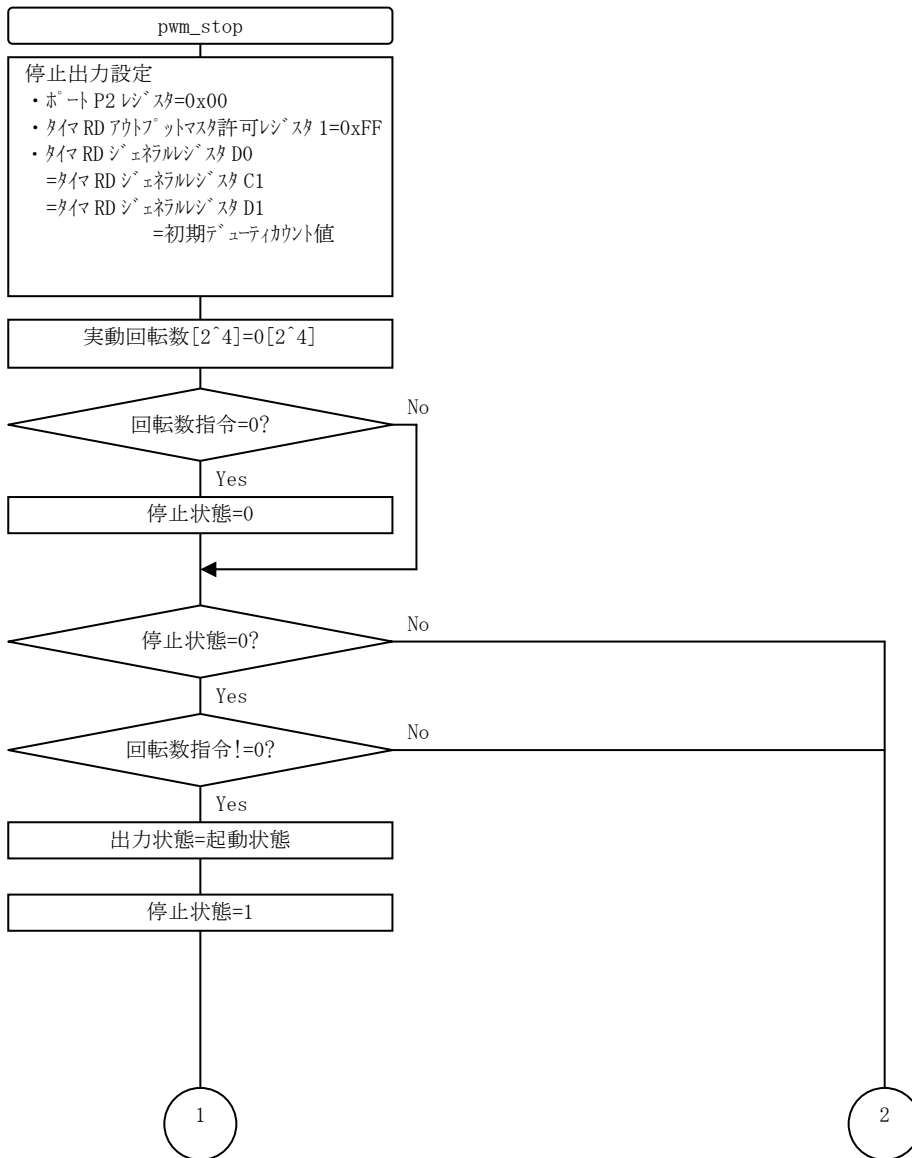 pwm_stop
停止出力設定
・ﾎﾟｰﾄ P2 ﾚｼﾞｽﾀ=0x00
・ﾀｲﾏ RD ｱｳﾄﾌﾟｯﾄﾏｽﾀ許可ﾚｼﾞｽﾀ 1=0xFF
・ﾀｲﾏ RD ｼﾞｪﾈﾗﾙﾚｼﾞｽﾀ D0
=ﾀｲﾏ RD ｼﾞｪﾈﾗﾙﾚｼﾞｽﾀ C1
=ﾀｲﾏ RD ｼﾞｪﾈﾗﾙﾚｼﾞｽﾀ D1
=初期ﾃﾞｭｰﾃｨｶｳﾝﾄ値
実動回転数[2^4]=0[2^4]
回転数指令=0?
No
Yes
停止状態=0
停止状態=0?
No
Yes
回転数指令!=0?
No
Yes
出力状態=起動状態
停止状態=1
1
2